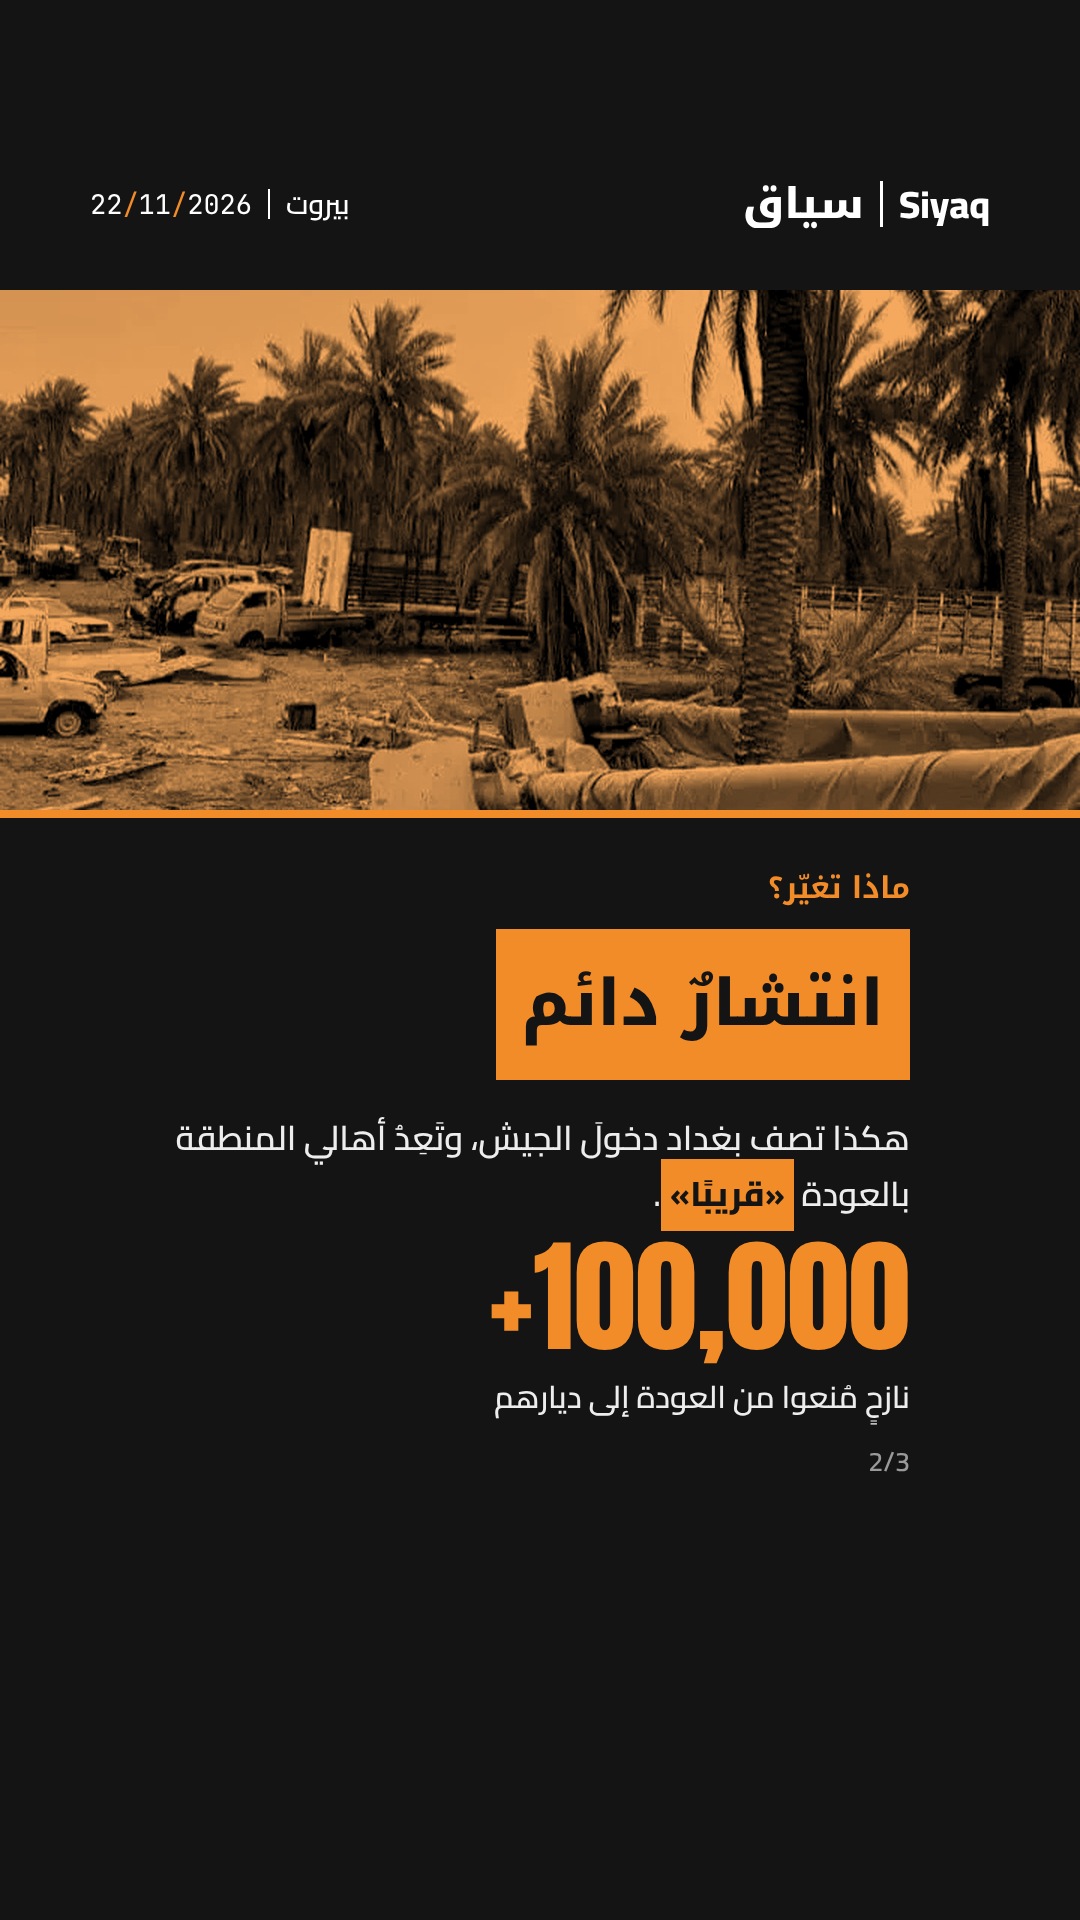 Siyaq | سياق
بيروت | 22/11/2026
ماذا تغيّر؟
انتشارٌ دائم
هكذا تصف بغداد دخولَ الجيش، وتَعِدُ أهالي المنطقة
بالعودة «قريبًا».
+100,000
نازحٍ مُنعوا من العودة إلى ديارهم
2/3